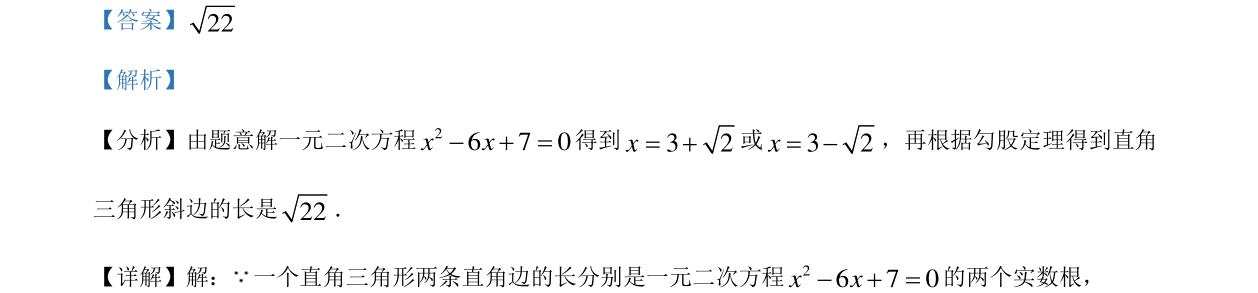 【答案】√22
【解析】
【分析】由题意解一元二次方程 x² − 6x + 7 = 0 得到 x = 3 + √2 或 x = 3 − √2，再根据勾股定理得到直角
三角形斜边的长是 √22．
【详解】解：∵一个直角三角形两条直角边的长分别是一元二次方程 x² − 6x + 7 = 0 的两个实数根，